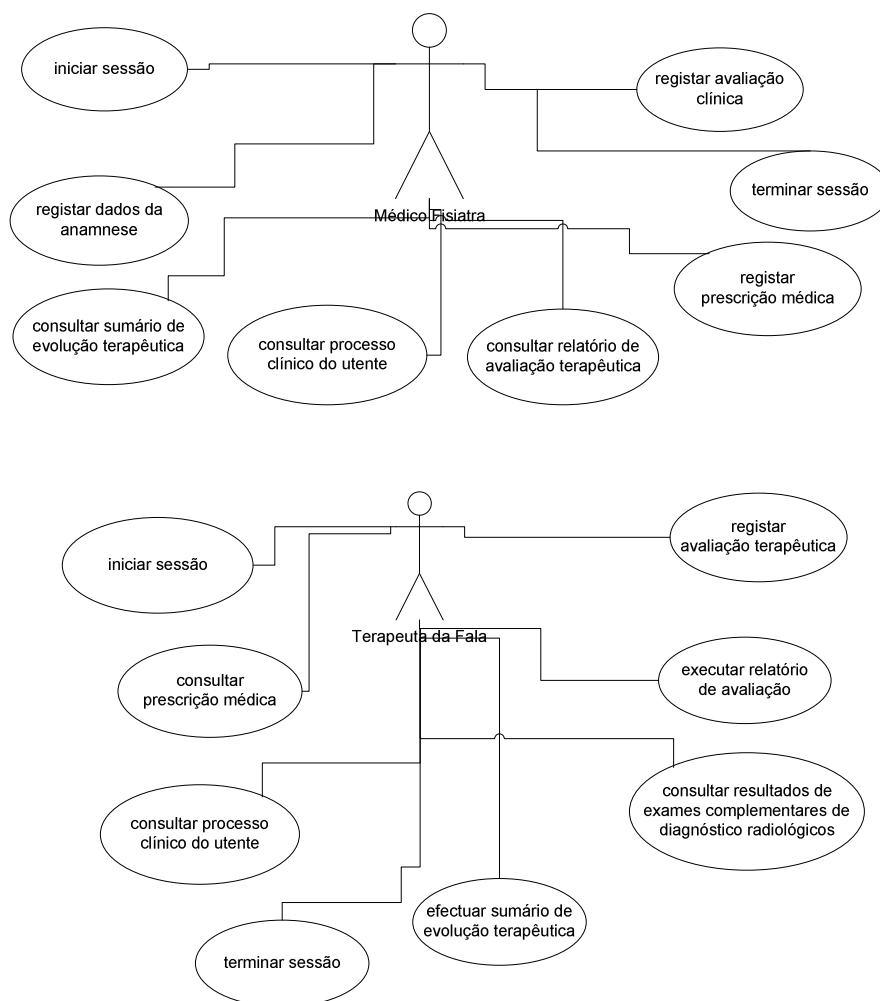 iniciar sessão
registar avaliação
clínica
terminar sessão
registar dados da
anamnese
Médico Fisiatra
registar
prescrição médica
consultar sumário de
evolução terapêutica
consultar processo
clínico do utente
consultar relatório de
avaliação terapêutica
registar
avaliação terapêutica
iniciar sessão
Terapeuta da Fala
consultar
prescrição médica
executar relatório
de avaliação
consultar resultados de
exames complementares de
diagnóstico radiológicos
consultar processo
clínico do utente
efectuar sumário de
evolução terapêutica
terminar sessão